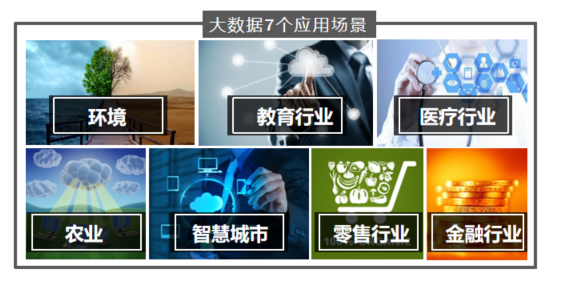 大数据7个应用场景
环境
教育行业
医疗行业
农业
智慧城市
零售行业
金融行业